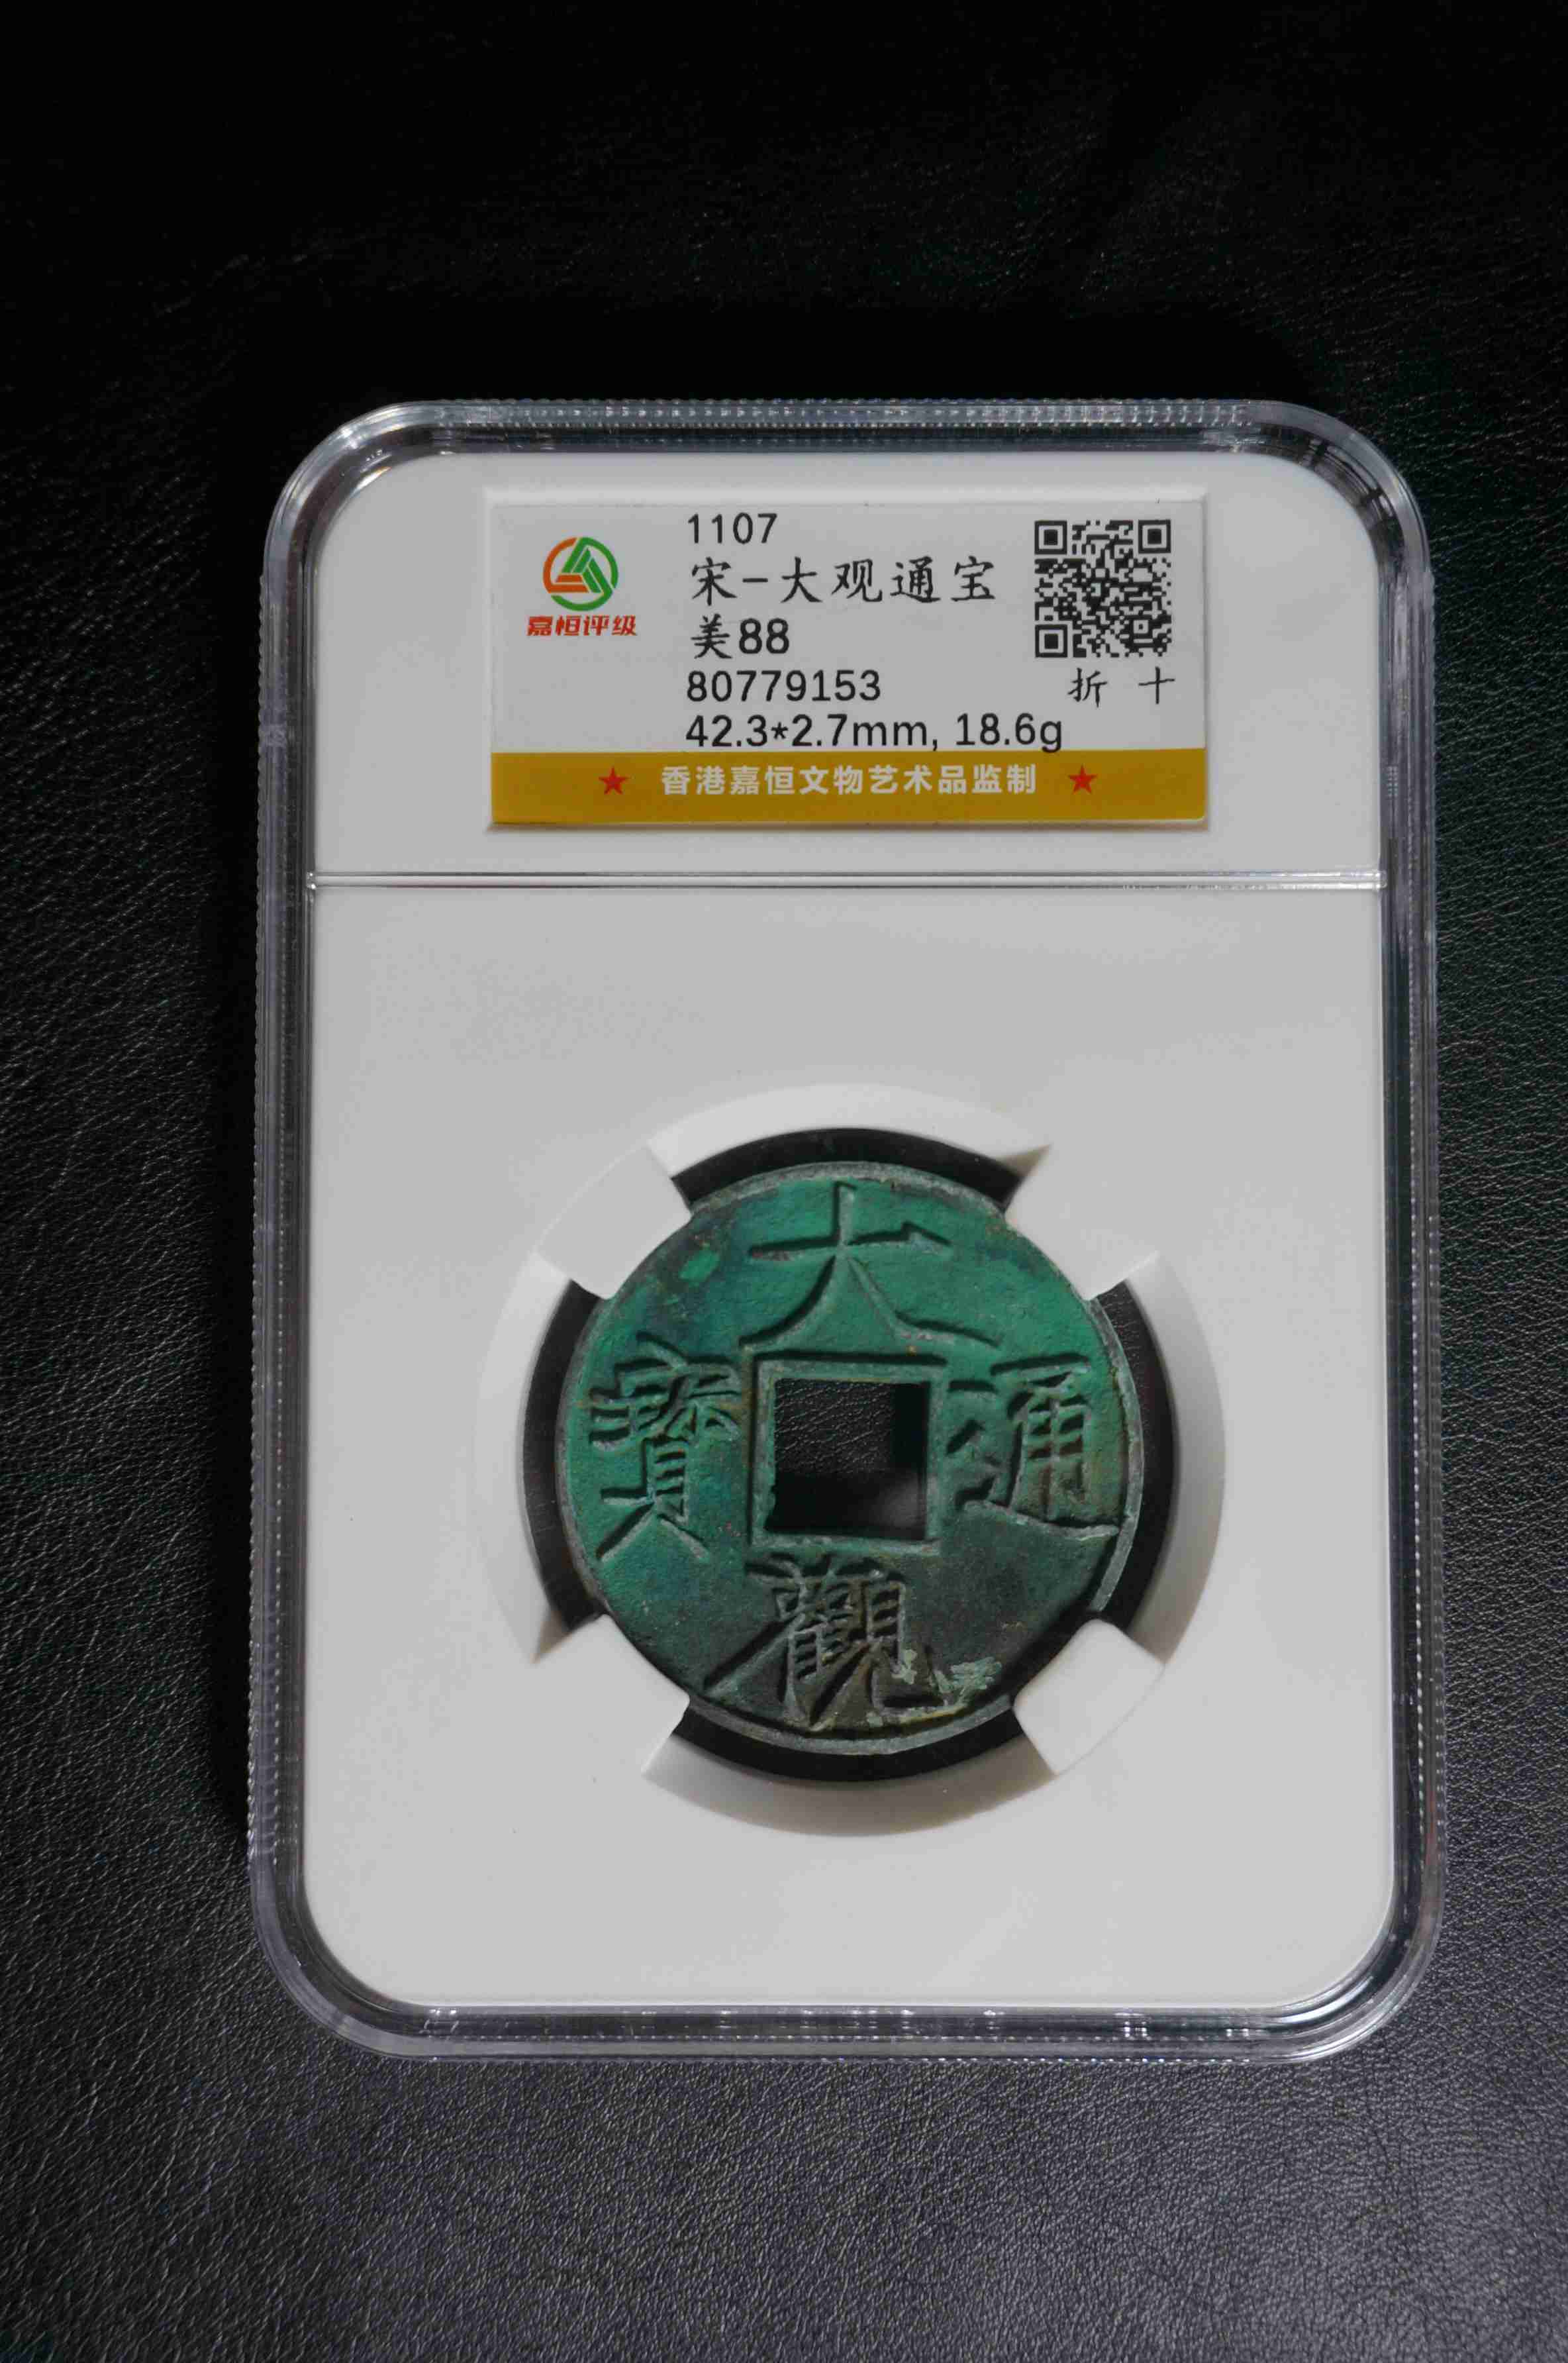 1107
宋-大观通宝
美88
80779153
42.3*2.7mm, 18.6g
嘉恒评级
折 十
★ 香港嘉恒文物艺术品监制 ★
大
觀
通
寶